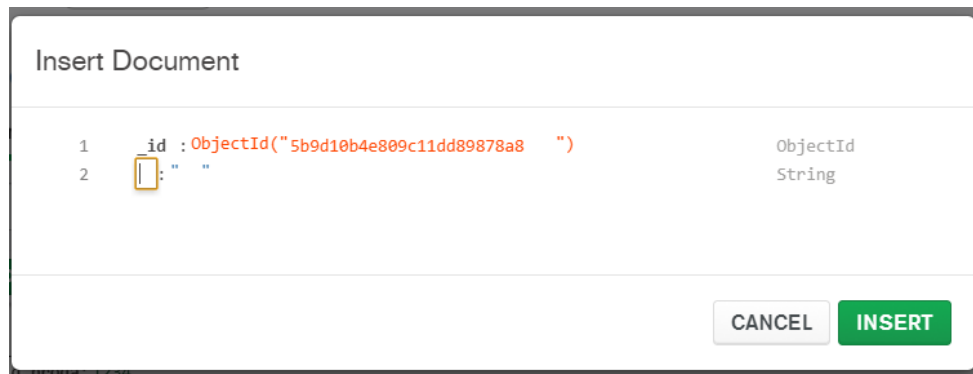 Insert Document
1 _id : ObjectId("5b9d10b4e809c11dd89878a8 ") ObjectId
2 : " " String
CANCEL INSERT